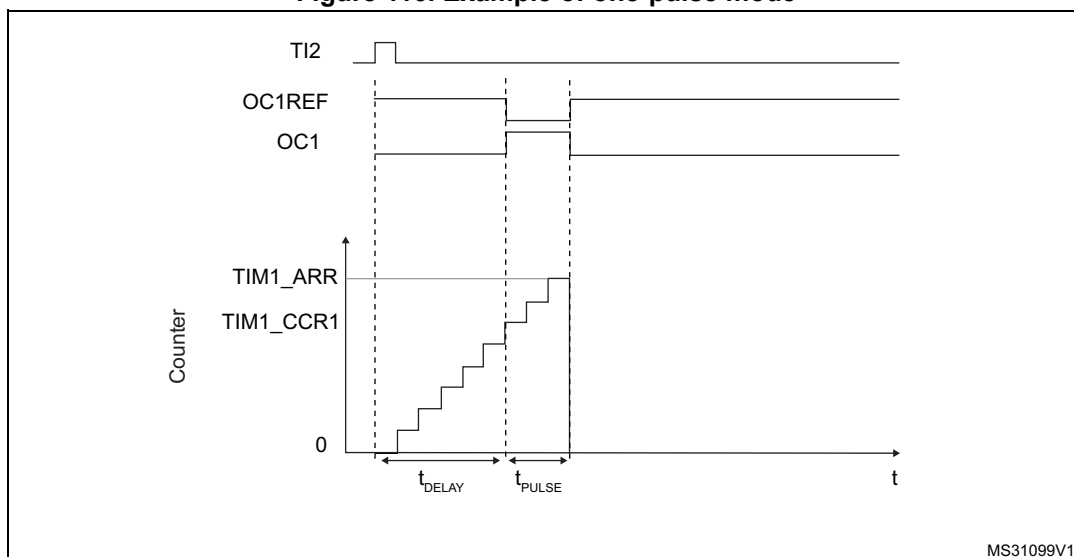 TI2
OC1REF
OC1
TIM1_ARR
TIM1_CCR1
Counter
0
tDELAY
tPULSE
t
MS31099V1